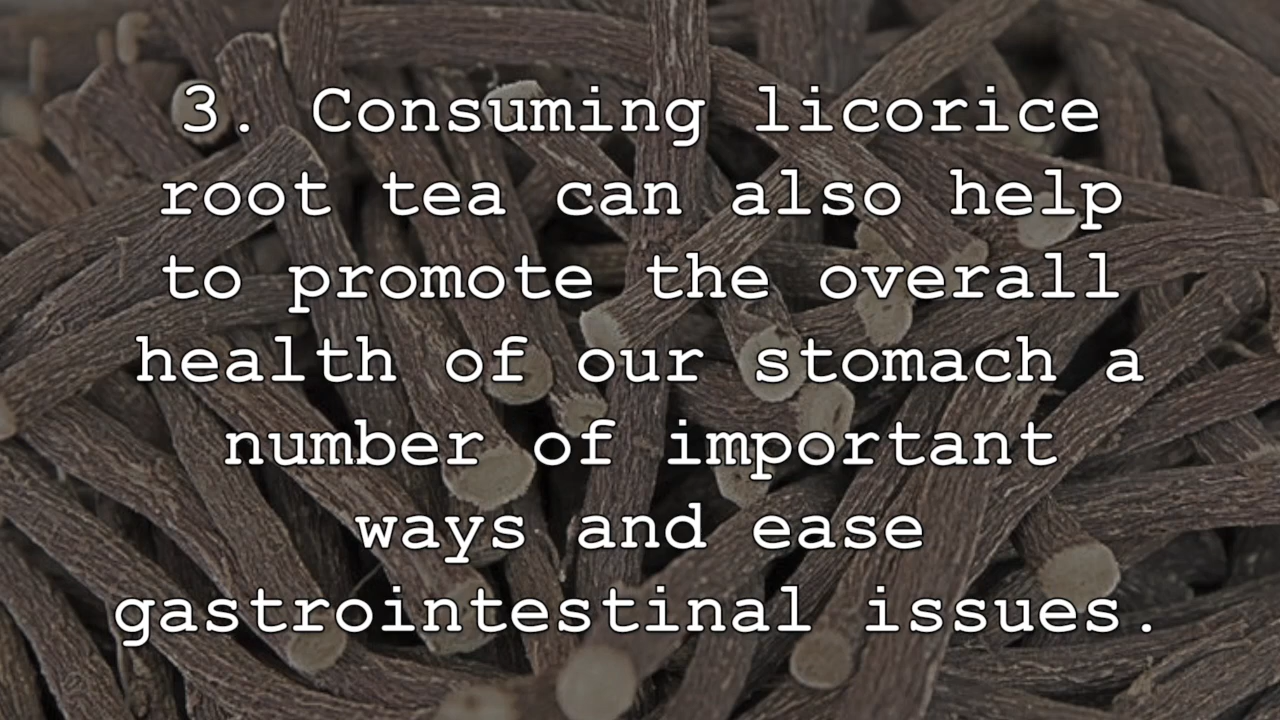 3. Consuming licorice
root tea can also help
to promote the overall
health of our stomach a
number of important
ways and ease
gastrointestinal issues.